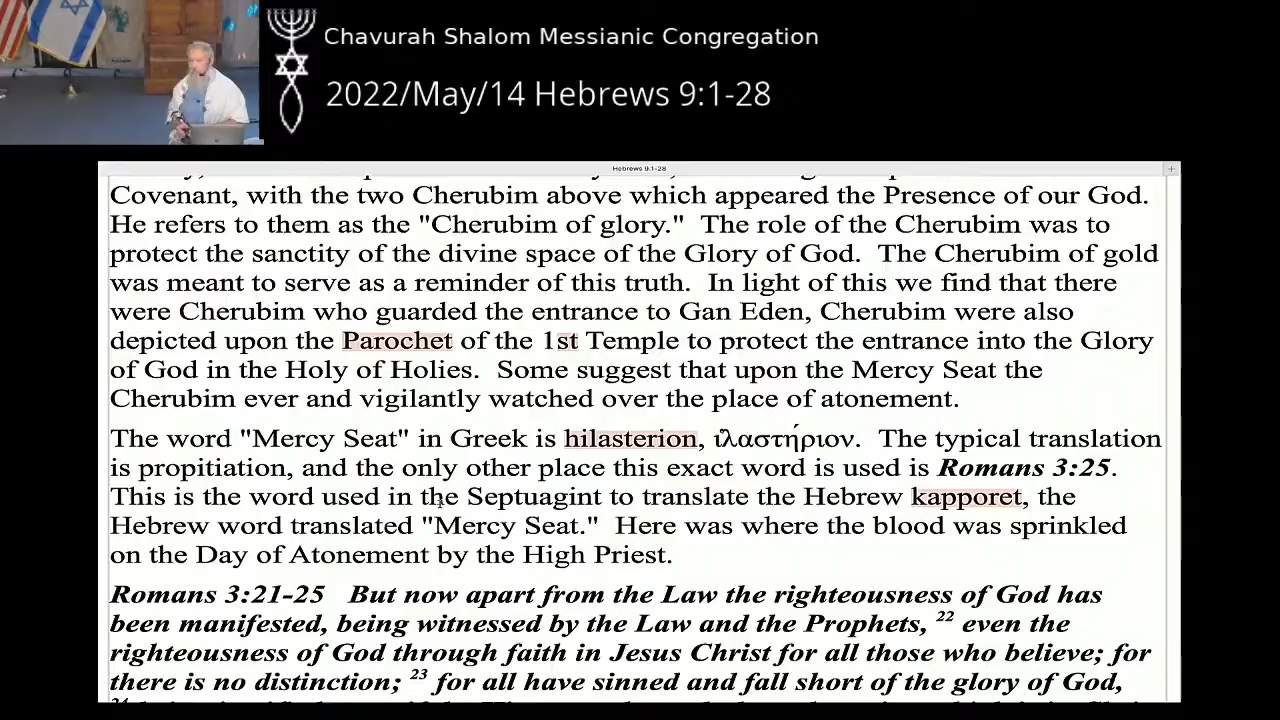 Chavurah Shalom Messianic Congregation
2022/May/14 Hebrews 9:1-28
Hebrews 9.1-28
Covenant, with the two Cherubim above which appeared the Presence of our God.
He refers to them as the "Cherubim of glory."  The role of the Cherubim was to
protect the sanctity of the divine space of the Glory of God.  The Cherubim of gold
was meant to serve as a reminder of this truth.  In light of this we find that there
were Cherubim who guarded the entrance to Gan Eden, Cherubim were also
depicted upon the Parochet of the 1st Temple to protect the entrance into the Glory
of God in the Holy of Holies.  Some suggest that upon the Mercy Seat the
Cherubim ever and vigilantly watched over the place of atonement.
The word "Mercy Seat" in Greek is hilasterion, ἱλαστήριον.  The typical translation
is propitiation, and the only other place this exact word is used is Romans 3:25.
This is the word used in the Septuagint to translate the Hebrew kapporet, the
Hebrew word translated "Mercy Seat."  Here was where the blood was sprinkled
on the Day of Atonement by the High Priest.
Romans 3:21-25   But now apart from the Law the righteousness of God has
been manifested, being witnessed by the Law and the Prophets, 22 even the
righteousness of God through faith in Jesus Christ for all those who believe; for
there is no distinction; 23 for all have sinned and fall short of the glory of God,